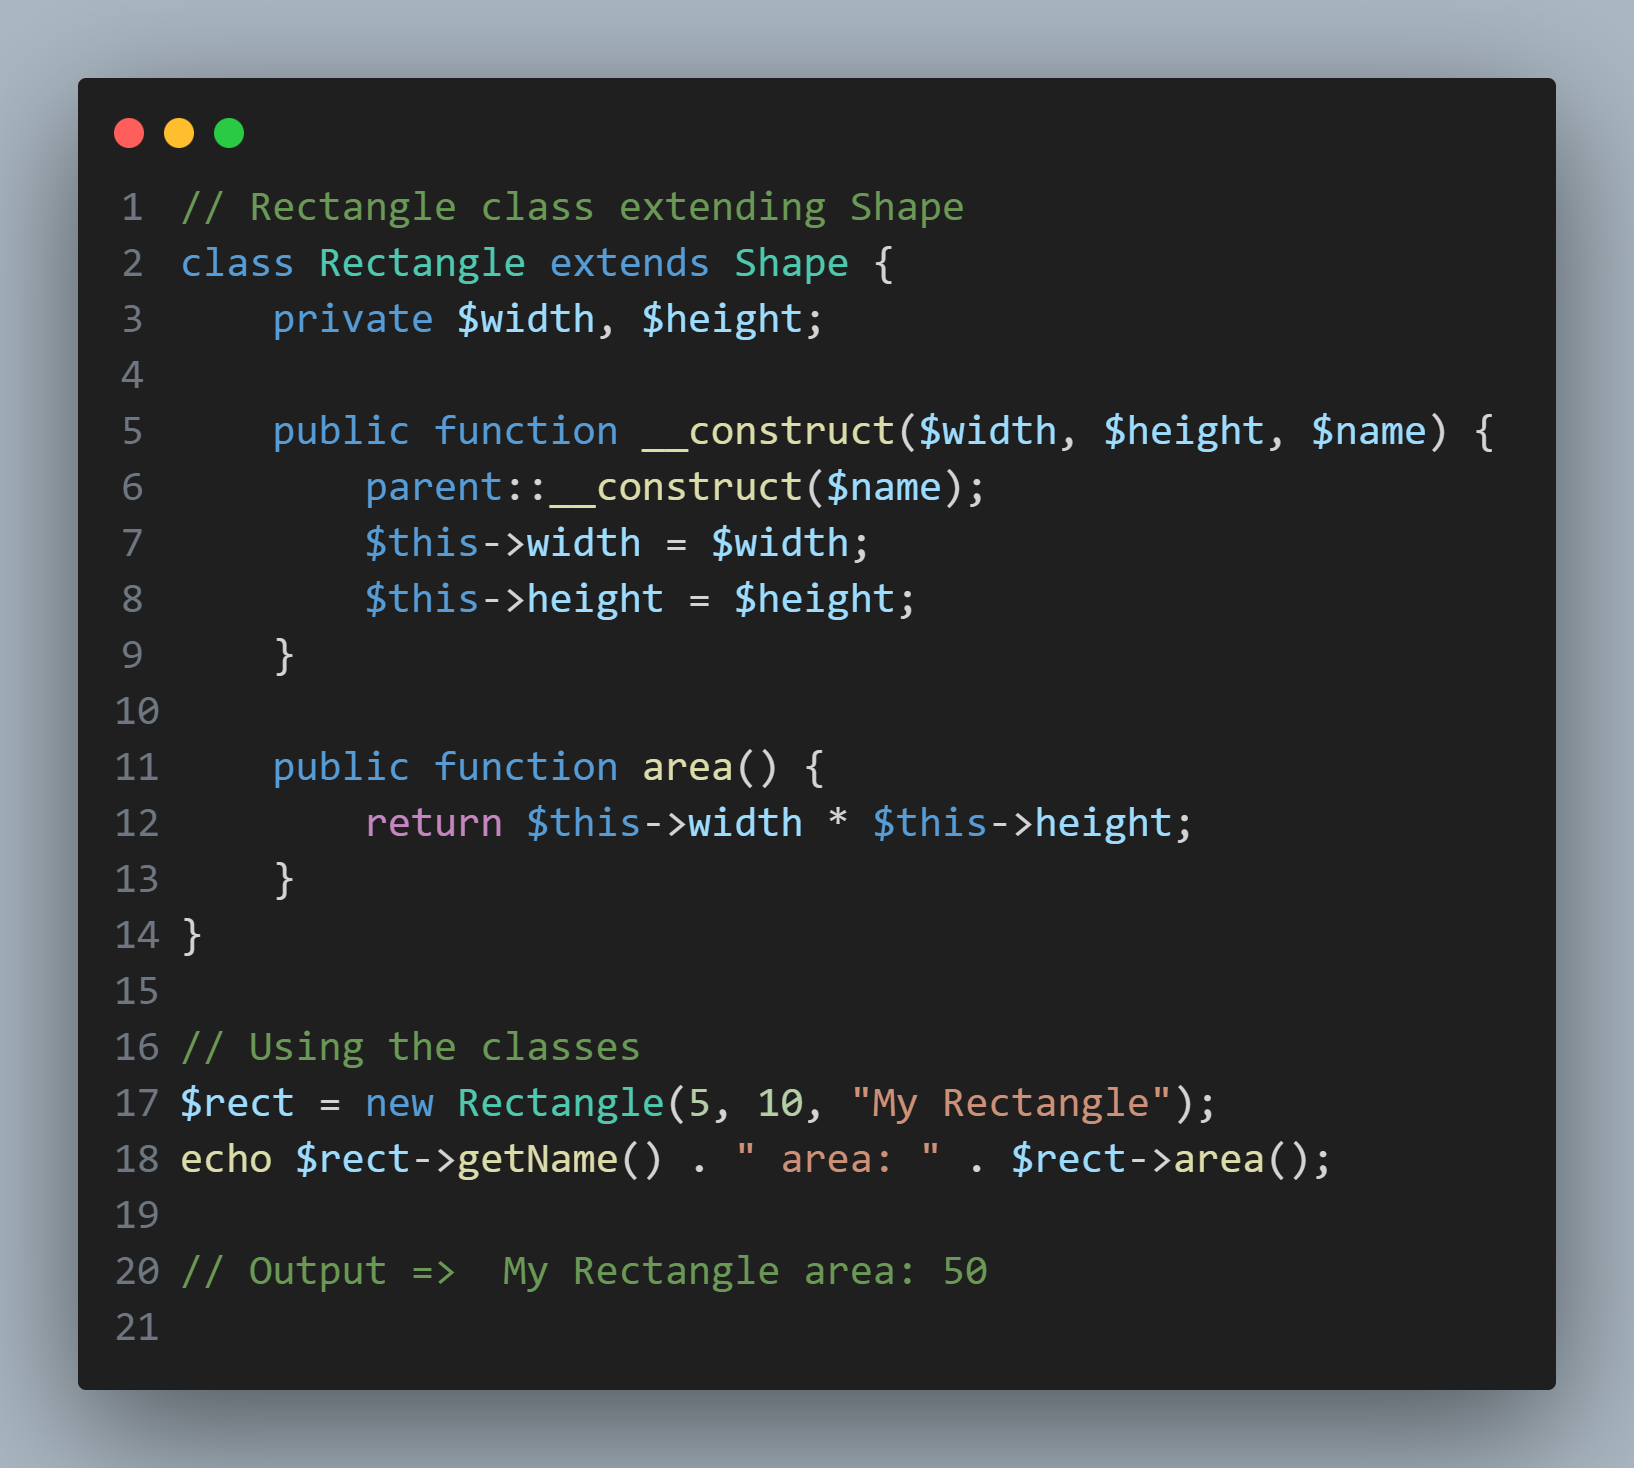 1 // Rectangle class extending Shape
2 class Rectangle extends Shape {
3     private $width, $height;
4
5     public function __construct($width, $height, $name) {
6         parent::__construct($name);
7         $this->width = $width;
8         $this->height = $height;
9     }
10
11     public function area() {
12         return $this->width * $this->height;
13     }
14 }
15
16 // Using the classes
17 $rect = new Rectangle(5, 10, "My Rectangle");
18 echo $rect->getName() . " area: " . $rect->area();
19
20 // Output =>  My Rectangle area: 50
21